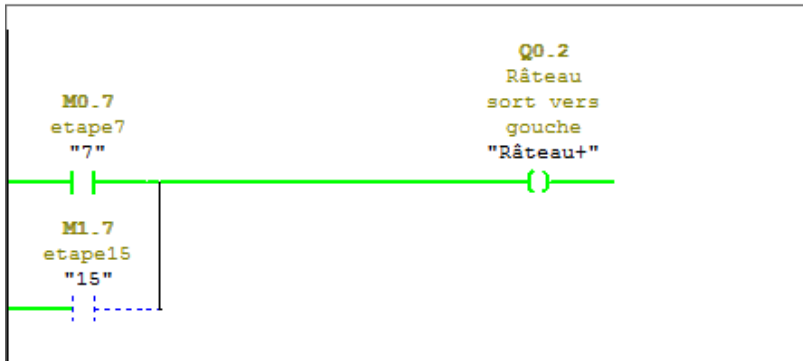 Q0.2
Râteau
sort vers
gouche
"Râteau+"
M0.7
etape7
"7"
M1.7
etape15
"15"